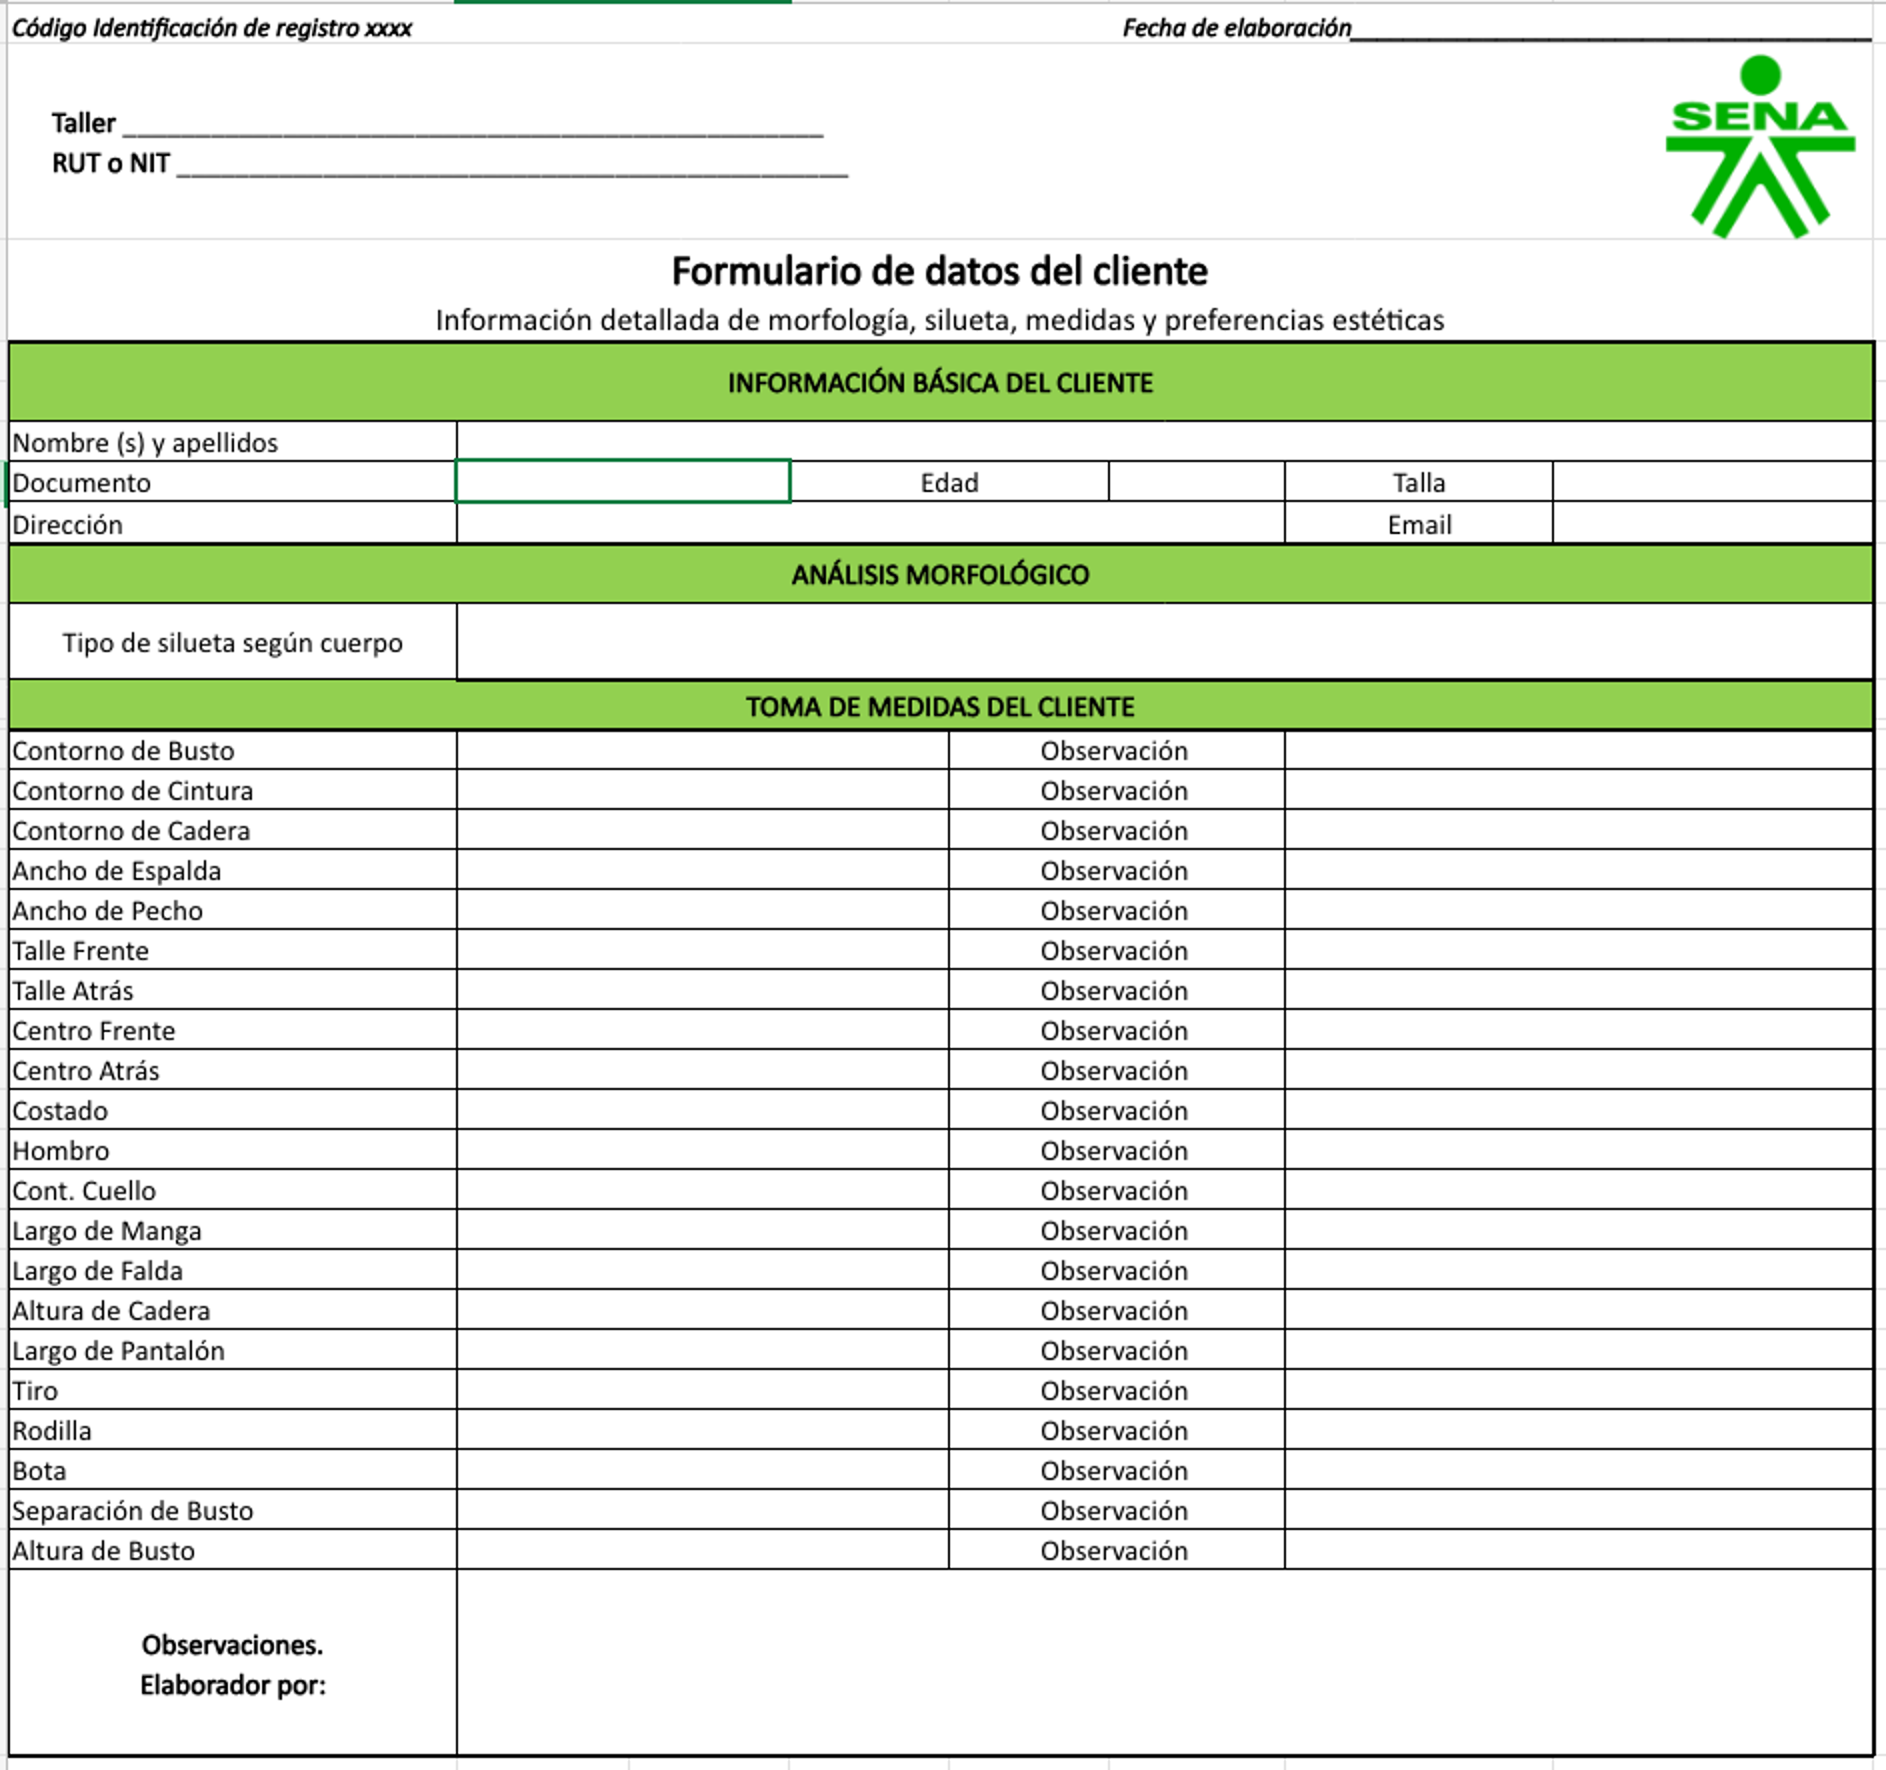 Código Identificación de registro xxxx Fecha de elaboración________________________________________
SENA
Taller ________________________________________________
RUT o NIT ______________________________________________
Formulario de datos del cliente
Información detallada de morfología, silueta, medidas y preferencias estéticas
INFORMACIÓN BÁSICA DEL CLIENTE
Nombre (s) y apellidos
Documento Edad Talla
Dirección Email
ANÁLISIS MORFOLÓGICO
Tipo de silueta según cuerpo
TOMA DE MEDIDAS DEL CLIENTE
Contorno de Busto Observación
Contorno de Cintura Observación
Contorno de Cadera Observación
Ancho de Espalda Observación
Ancho de Pecho Observación
Talle Frente Observación
Talle Atrás Observación
Centro Frente Observación
Centro Atrás Observación
Costado Observación
Hombro Observación
Cont. Cuello Observación
Largo de Manga Observación
Largo de Falda Observación
Altura de Cadera Observación
Largo de Pantalón Observación
Tiro Observación
Rodilla Observación
Bota Observación
Separación de Busto Observación
Altura de Busto Observación
Observaciones.
Elaborador por: